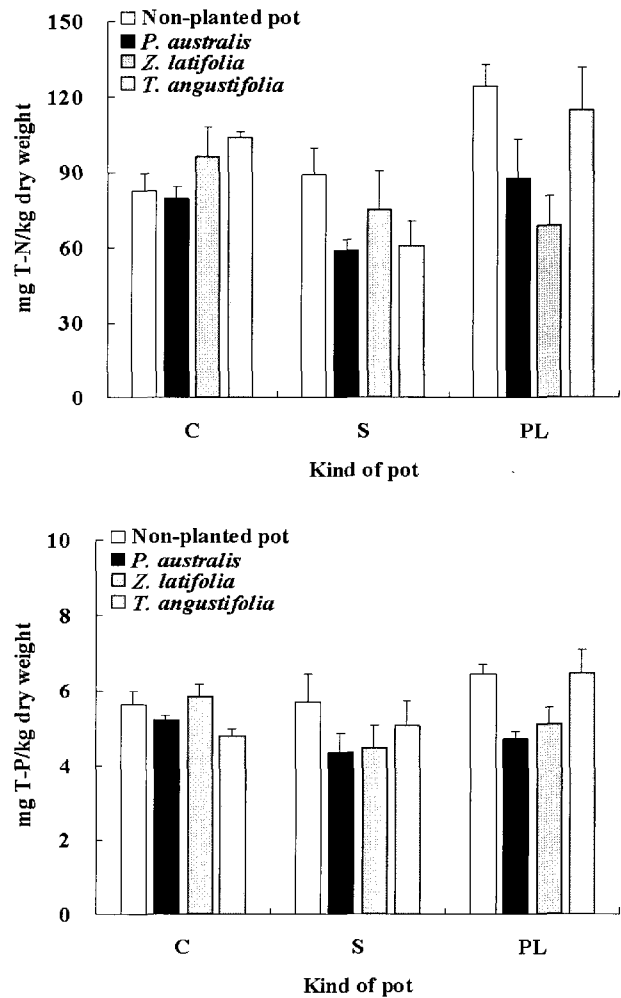 mg T-N/kg dry weight
150
120
90
60
30
0
Non-planted pot
P. australis
Z. latifolia
T. angustifolia
C S PL
Kind of pot
mg T-P/kg dry weight
10
8
6
4
2
0
Non-planted pot
P. australis
Z. latifolia
T. angustifolia
C S PL
Kind of pot